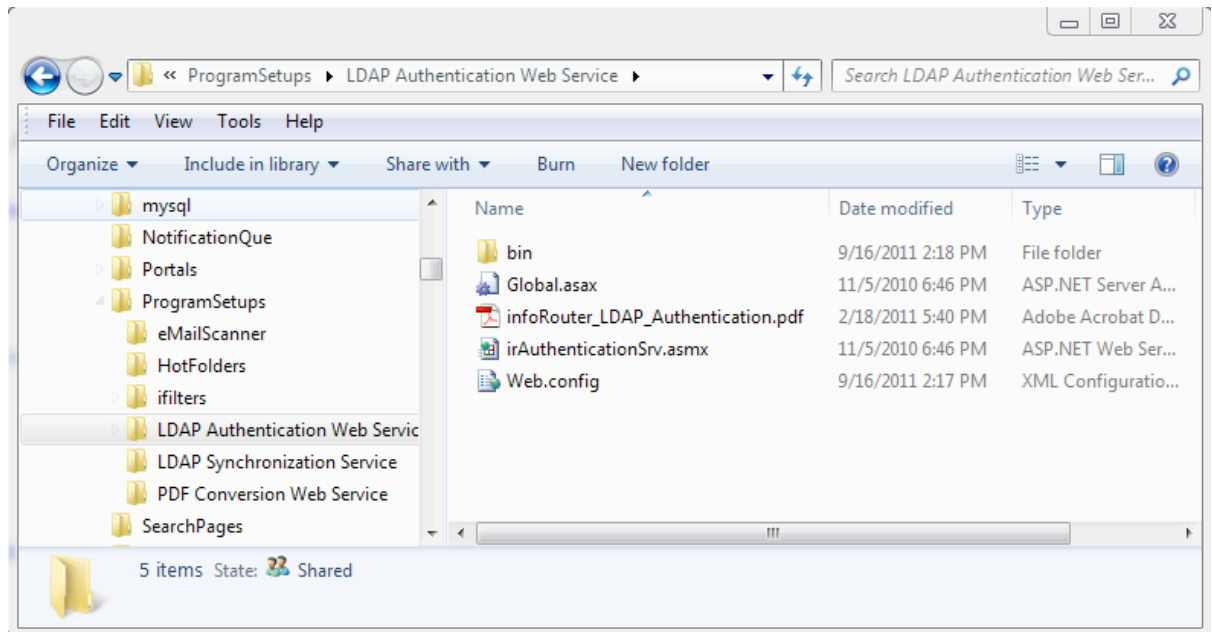 « ProgramSetups ▸ LDAP Authentication Web Service ▸ Search LDAP Authentication Web Ser...
File Edit View Tools Help
Organize Include in library Share with Burn New folder
mysql
NotificationQue
Portals
ProgramSetups
eMailScanner
HotFolders
ifilters
LDAP Authentication Web Servic
LDAP Synchronization Service
PDF Conversion Web Service
SearchPages
Name Date modified Type
bin 9/16/2011 2:18 PM File folder
Global.asax 11/5/2010 6:46 PM ASP.NET Server A...
infoRouter_LDAP_Authentication.pdf 2/18/2011 5:40 PM Adobe Acrobat D...
irAuthenticationSrv.asmx 11/5/2010 6:46 PM ASP.NET Web Ser...
Web.config 9/16/2011 2:17 PM XML Configuratio...
5 items State: Shared